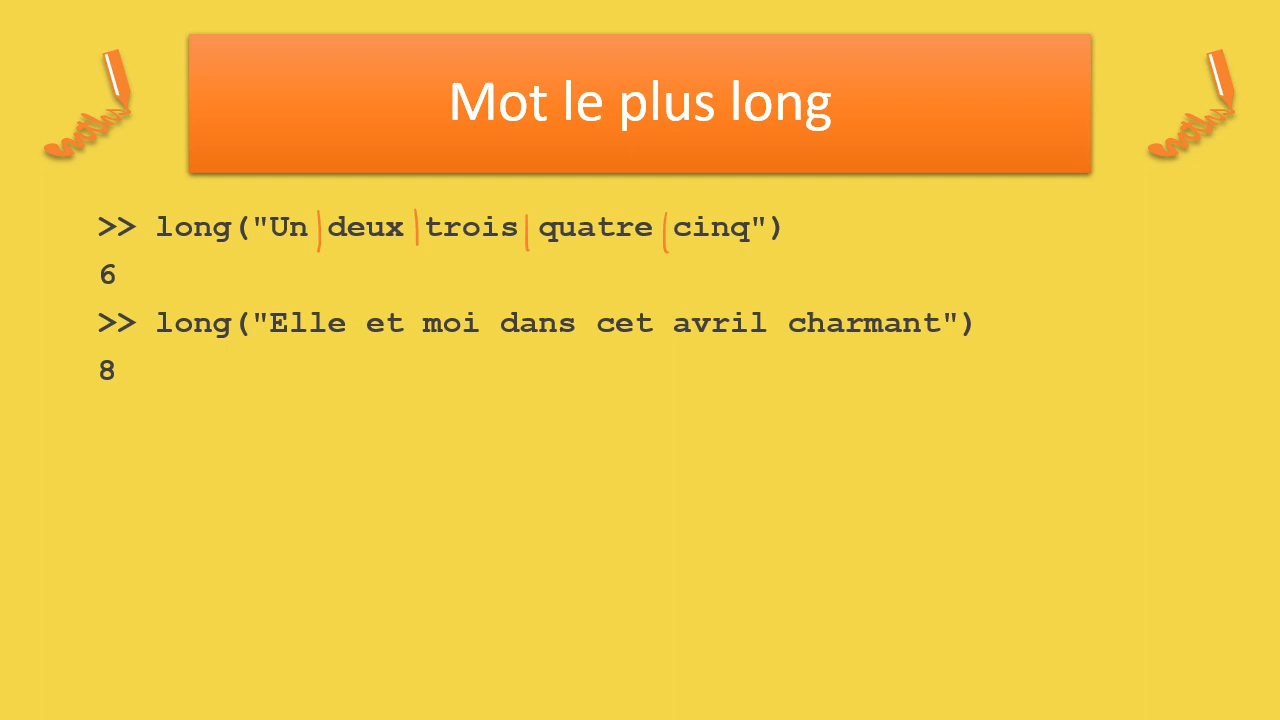 Mot le plus long
>> long("Un deux trois quatre cinq")
6
>> long("Elle et moi dans cet avril charmant")
8